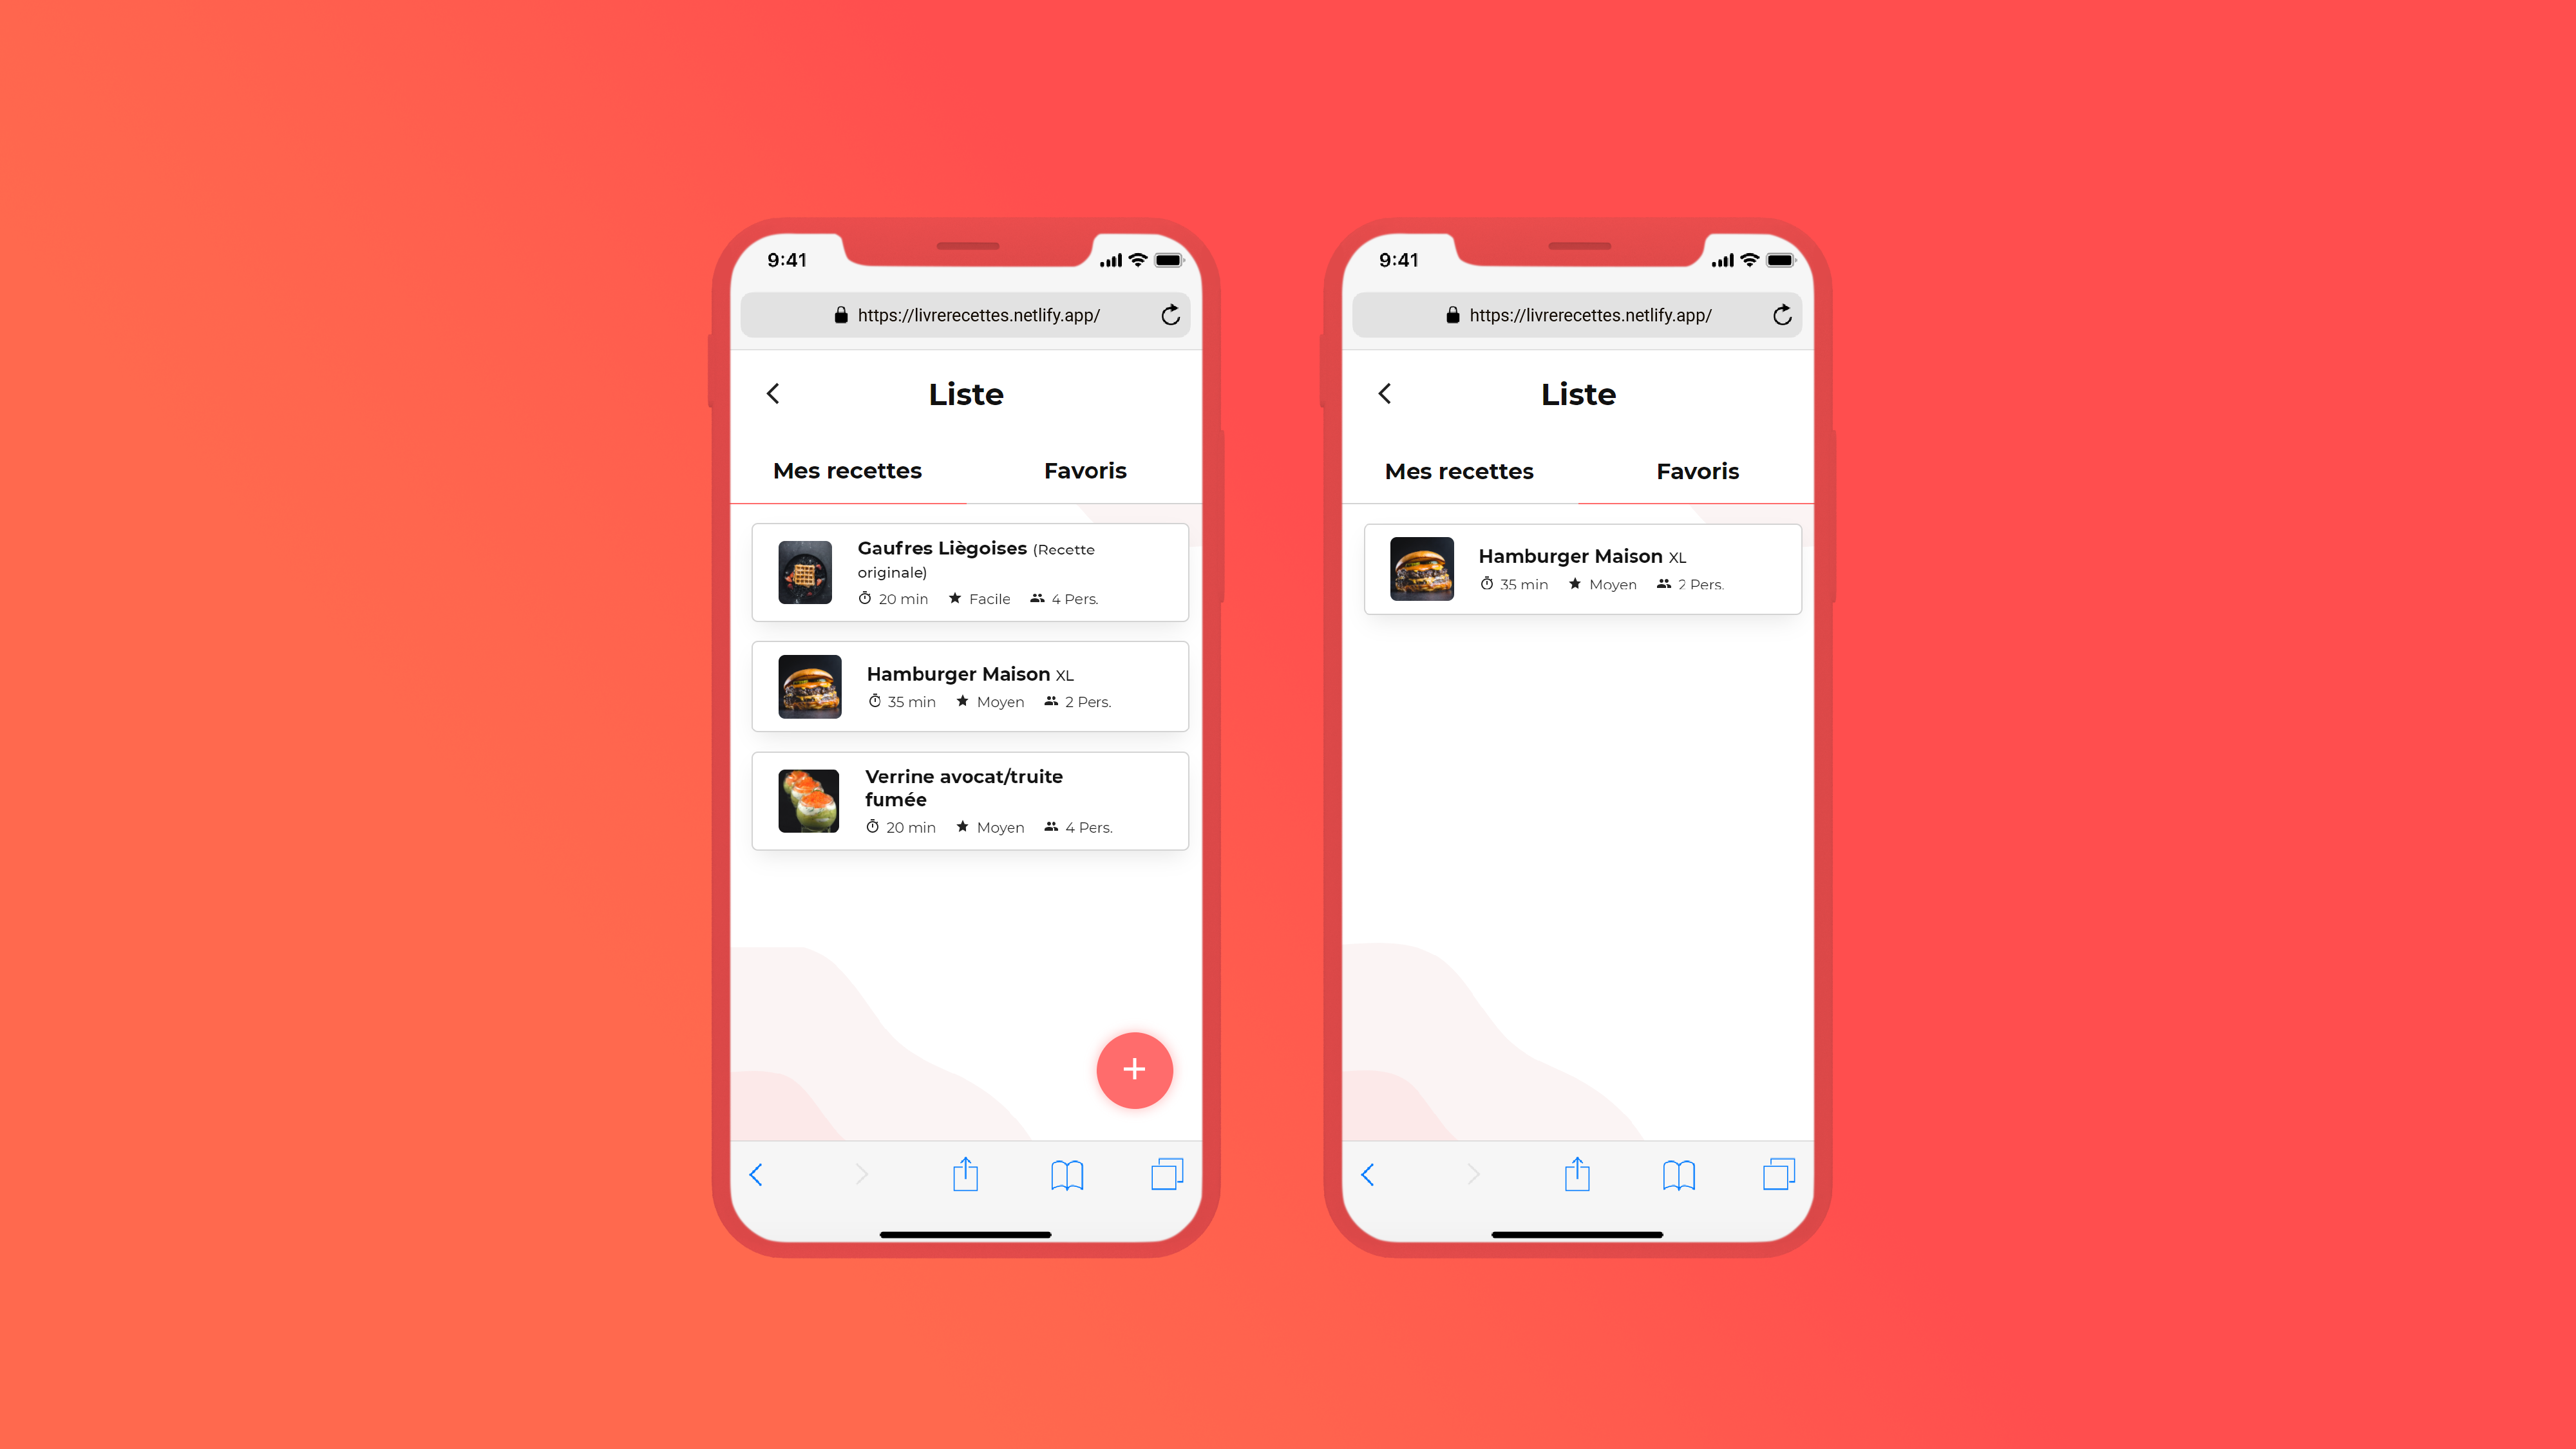 9:41
https://livrerecettes.netlify.app/
Liste
Mes recettes
Favoris
Gaufres Liègoises (Recette
originale)
20 min
Facile
4 Pers.
Hamburger Maison XL
35 min
Moyen
2 Pers.
Verrine avocat/truite
fumée
20 min
Moyen
4 Pers.
+
9:41
https://livrerecettes.netlify.app/
Liste
Mes recettes
Favoris
Hamburger Maison XL
35 min
Moyen
2 Pers.